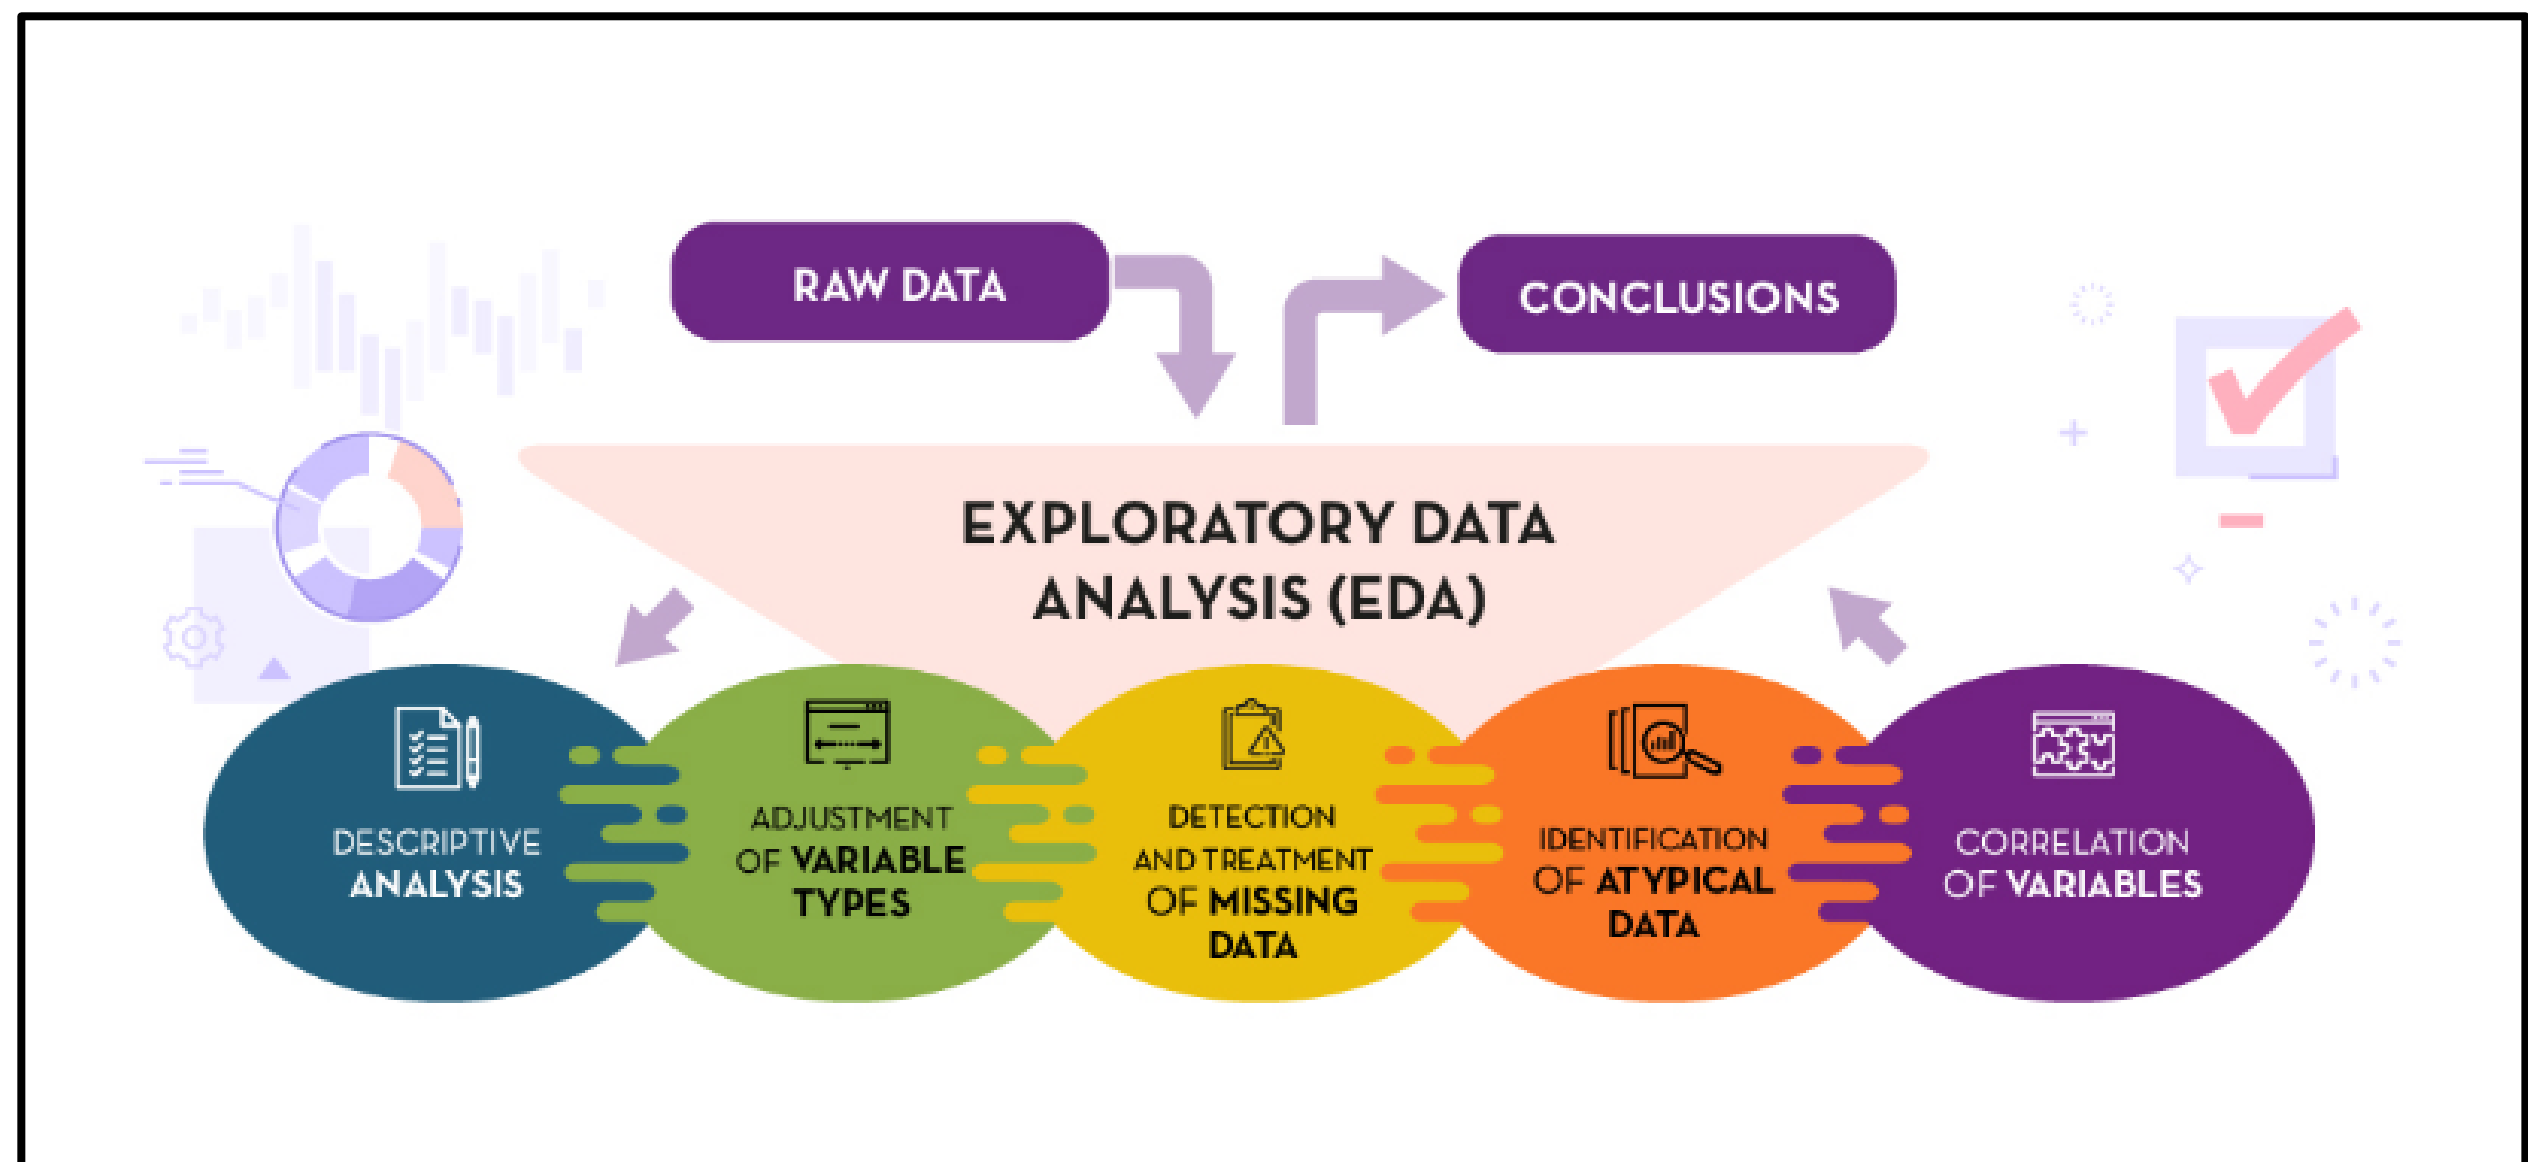 RAW DATA
CONCLUSIONS
EXPLORATORY DATA
ANALYSIS (EDA)
DESCRIPTIVE
ANALYSIS
ADJUSTMENT
OF VARIABLE
TYPES
DETECTION
AND TREATMENT
OF MISSING
DATA
IDENTIFICATION
OF ATYPICAL
DATA
CORRELATION
OF VARIABLES